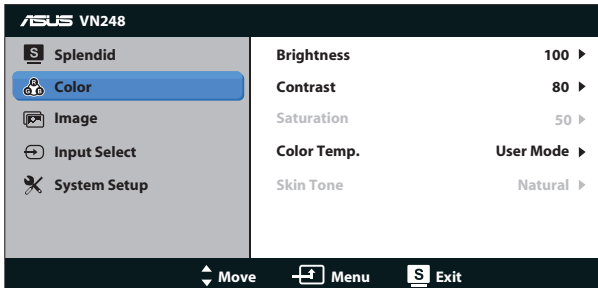 ASUS VN248
S Splendid
Color
Image
Input Select
System Setup
Brightness 100
Contrast 80
Saturation 50
Color Temp. User Mode
Skin Tone Natural
Move Menu S Exit